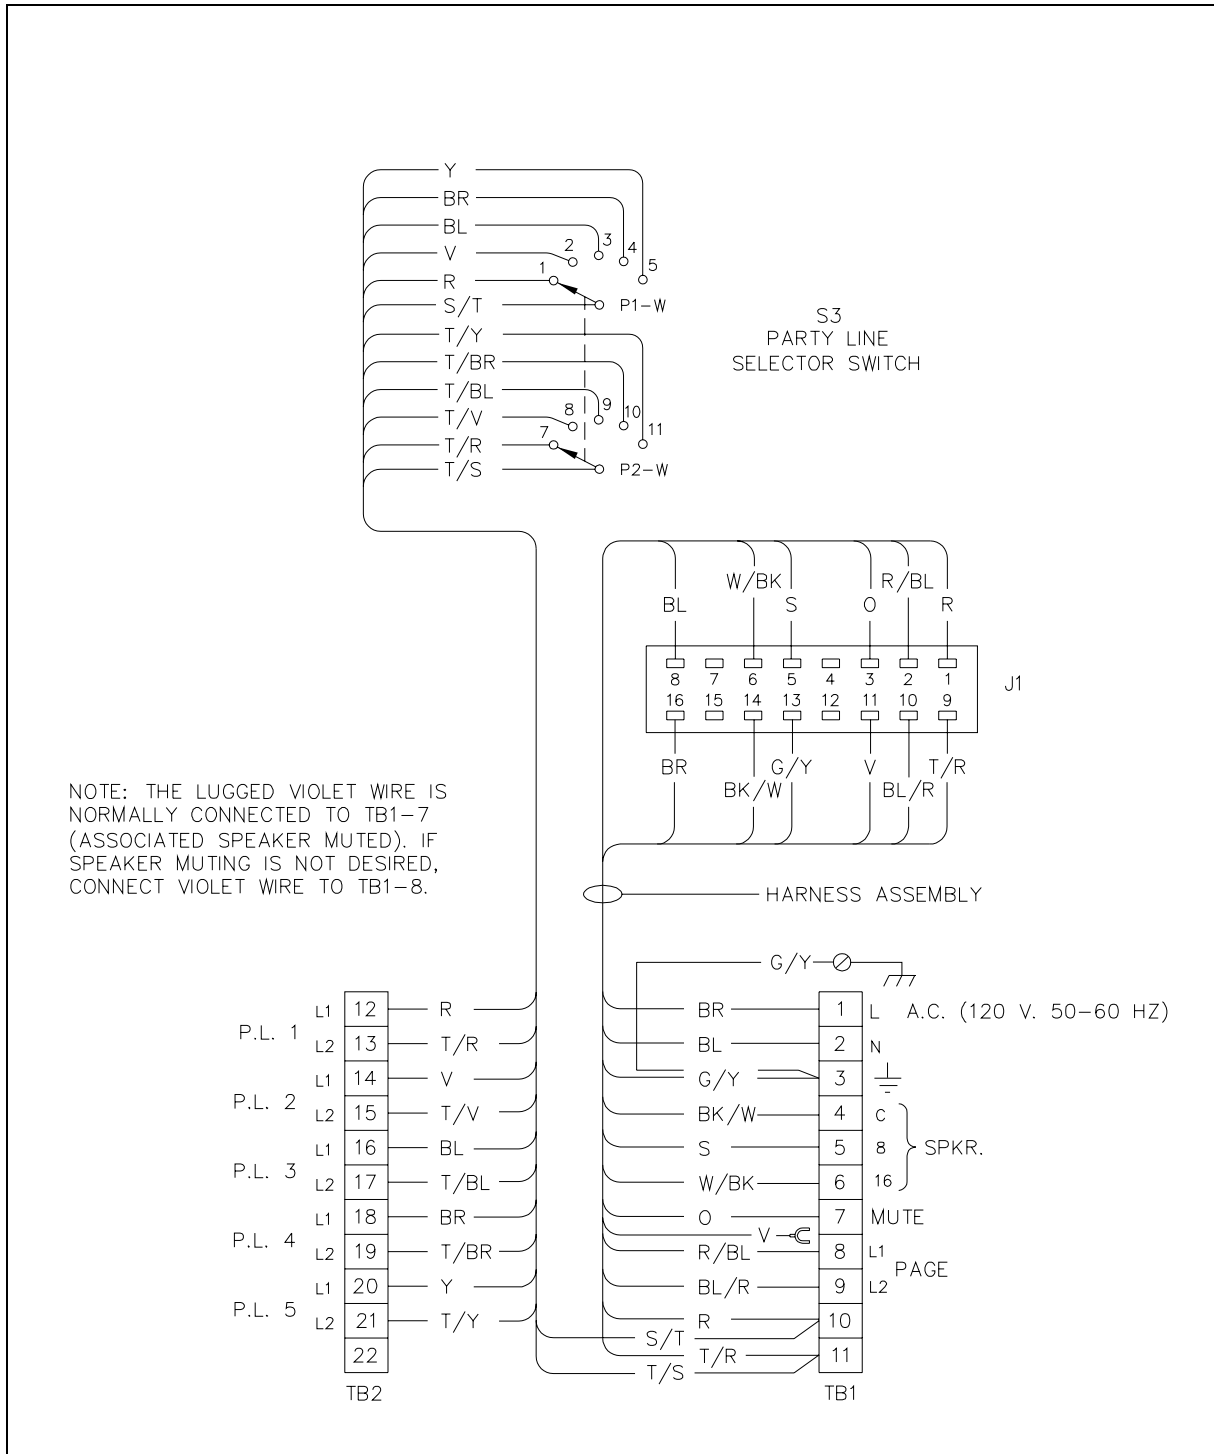 Y
BR
BL
V
R
S/T
T/Y
T/BR
T/BL
T/V
T/R
T/S
1
2
3
4
5
P1-W
7
8
9
10
11
P2-W
S3
PARTY LINE
SELECTOR SWITCH
W/BK
R/BL
BL
S
O
R
8 7 6 5 4 3 2 1
16 15 14 13 12 11 10 9
J1
BR
G/Y
V
T/R
BK/W
BL/R
NOTE: THE LUGGED VIOLET WIRE IS
NORMALLY CONNECTED TO TB1-7
(ASSOCIATED SPEAKER MUTED). IF
SPEAKER MUTING IS NOT DESIRED,
CONNECT VIOLET WIRE TO TB1-8.
HARNESS ASSEMBLY
P.L. 1
L1 12 R
L2 13 T/R
P.L. 2
L1 14 V
L2 15 T/V
P.L. 3
L1 16 BL
L2 17 T/BL
P.L. 4
L1 18 BR
L2 19 T/BR
P.L. 5
L1 20 Y
L2 21 T/Y
22
TB2
G/Y
BR 1 L A.C. (120 V. 50-60 HZ)
BL 2 N
G/Y 3
BK/W 4 C
S 5 8 SPKR.
W/BK 6 16
O 7 MUTE
V
R/BL 8 L1
PAGE
BL/R 9 L2
R 10
S/T
T/R 11
T/S
TB1